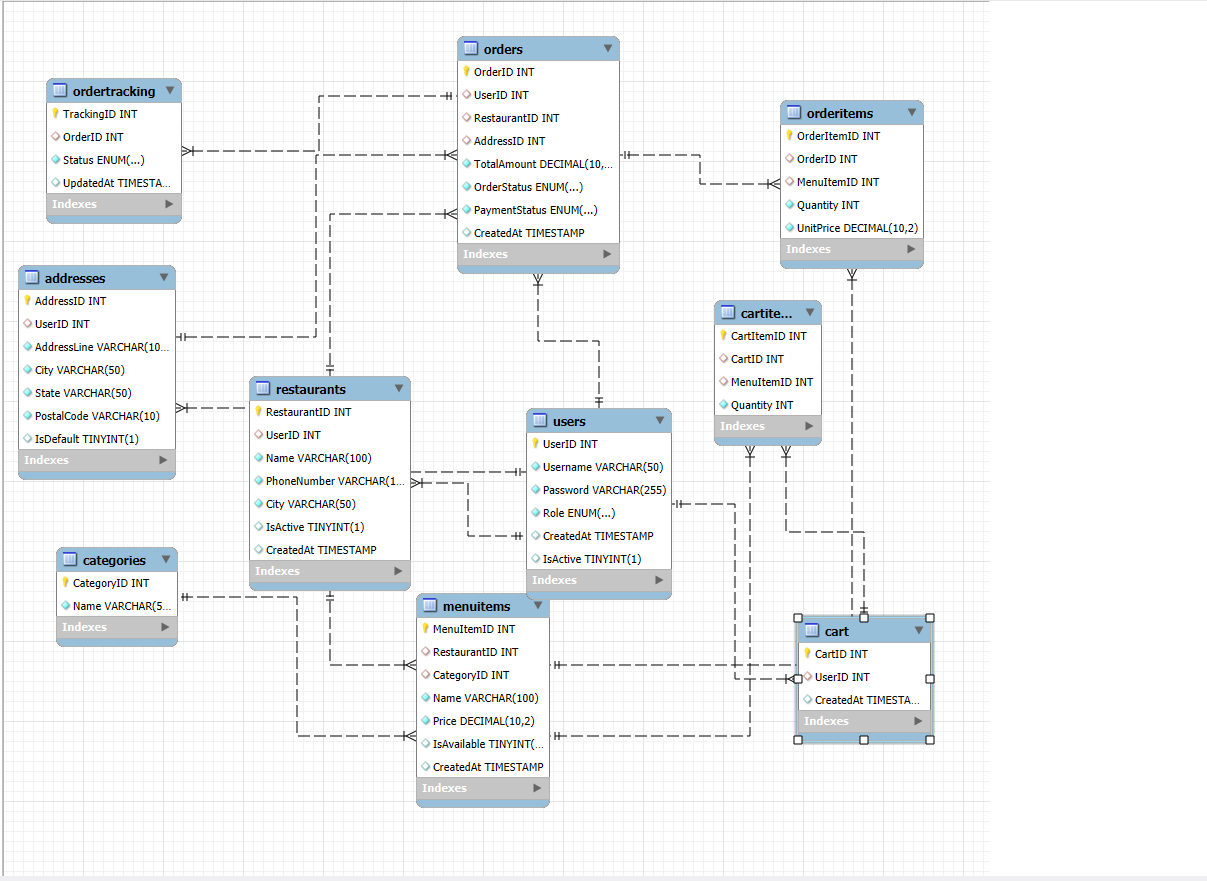 orders
OrderID INT
UserID INT
RestaurantID INT
AddressID INT
TotalAmount DECIMAL(10,...
OrderStatus ENUM(...)
PaymentStatus ENUM(...)
CreatedAt TIMESTAMP
Indexes
ordertracking
TrackingID INT
OrderID INT
Status ENUM(...)
UpdatedAt TIMESTA...
Indexes
orderitems
OrderItemID INT
OrderID INT
MenuItemID INT
Quantity INT
UnitPrice DECIMAL(10,2)
Indexes
addresses
AddressID INT
UserID INT
AddressLine VARCHAR(10...
City VARCHAR(50)
State VARCHAR(50)
PostalCode VARCHAR(10)
IsDefault TINYINT(1)
Indexes
cartite...
CartItemID INT
CartID INT
MenuItemID INT
Quantity INT
Indexes
restaurants
RestaurantID INT
UserID INT
Name VARCHAR(100)
PhoneNumber VARCHAR(1...
City VARCHAR(50)
IsActive TINYINT(1)
CreatedAt TIMESTAMP
Indexes
users
UserID INT
Username VARCHAR(50)
Password VARCHAR(255)
Role ENUM(...)
CreatedAt TIMESTAMP
IsActive TINYINT(1)
Indexes
categories
CategoryID INT
Name VARCHAR(5...
Indexes
menuitems
MenuItemID INT
RestaurantID INT
CategoryID INT
Name VARCHAR(100)
Price DECIMAL(10,2)
IsAvailable TINYINT(...
CreatedAt TIMESTAMP
Indexes
cart
CartID INT
UserID INT
CreatedAt TIMESTA...
Indexes